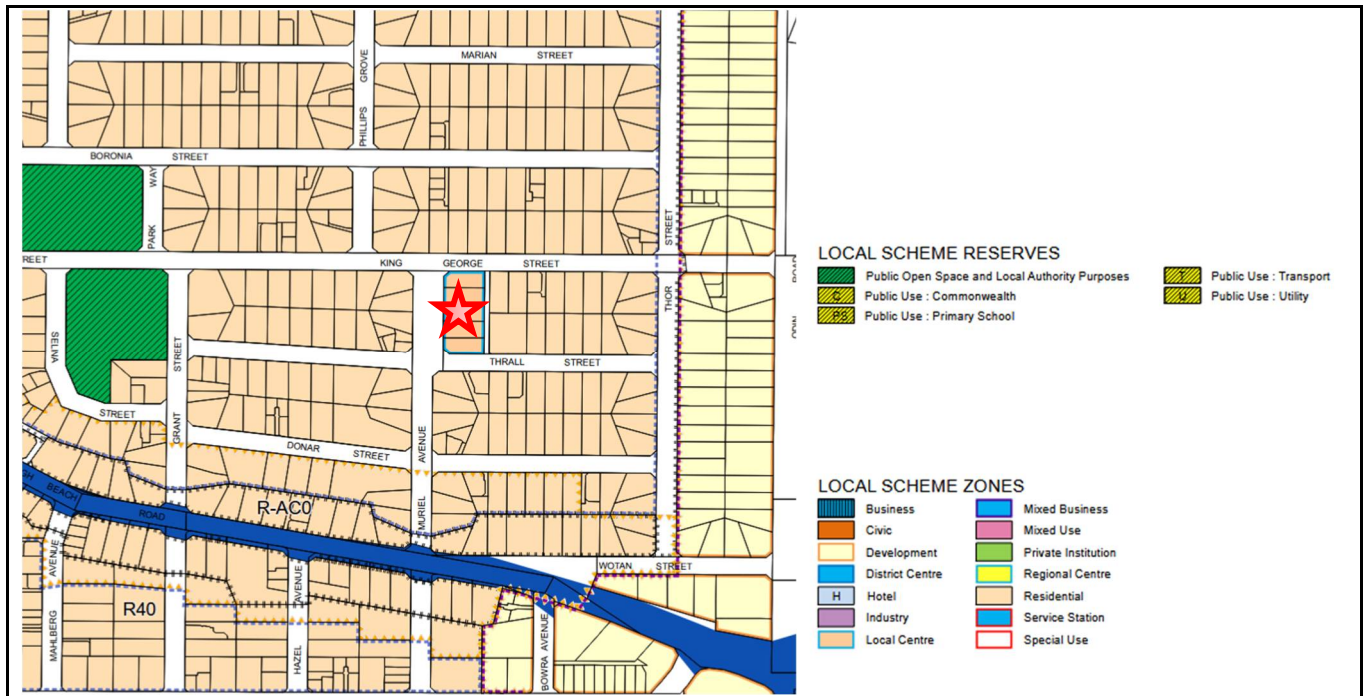 MARIAN STREET
PHILLIPS GROVE
BORONIA STREET
PARK WAY
REET
KING GEORGE STREET
THOR STREET
ROAD
ODIN
SELINA
STREET
GRANT STREET
THRALL STREET
DONAR STREET
MURIEL AVENUE
GH BEACH ROAD
R-AC0
WOTAN STREET
R40
MAHLBERG AVENUE
HAZEL AVENUE
BOWRA AVENUE
LOCAL SCHEME RESERVES
Public Open Space and Local Authority Purposes
C Public Use : Commonwealth
PS Public Use : Primary School
T Public Use : Transport
U Public Use : Utility
LOCAL SCHEME ZONES
Business
Civic
Development
District Centre
H Hotel
Industry
Local Centre
Mixed Business
Mixed Use
Private Institution
Regional Centre
Residential
Service Station
Special Use